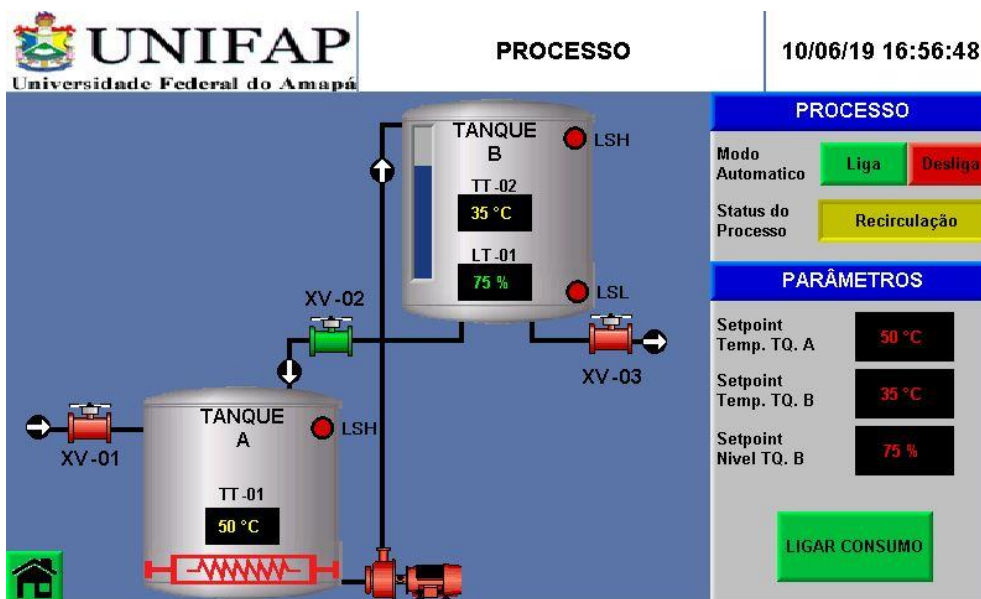 UNIFAP
Universidade Federal do Amapá
PROCESSO
10/06/19 16:56:48
TANQUE
B
LSH
TT-02
35 °C
LT-01
75 %
LSL
XV-02
XV-03
XV-01
TANQUE
A
LSH
TT-01
50 °C
PROCESSO
Modo
Automatico
Liga
Desliga
Status do
Processo
Recirculação
PARÂMETROS
Setpoint
Temp. TQ. A
50 °C
Setpoint
Temp. TQ. B
35 °C
Setpoint
Nivel TQ. B
75 %
LIGAR CONSUMO